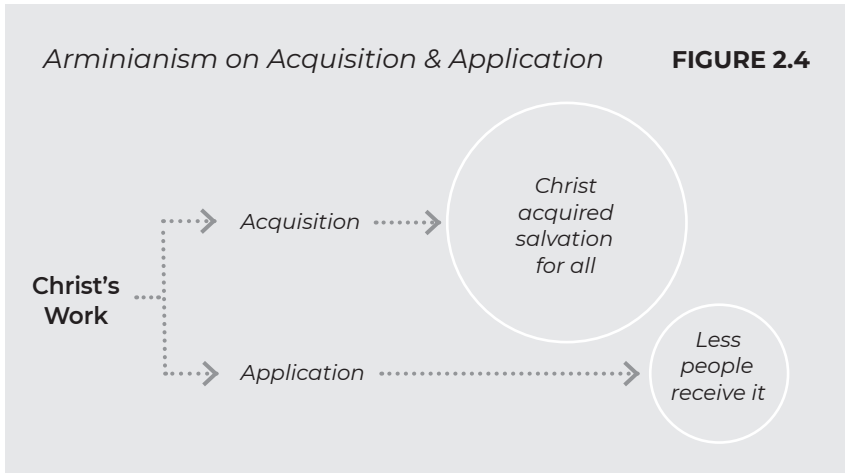 Arminianism on Acquisition & Application
FIGURE 2.4
Christ
acquired
salvation
for all
Acquisition
Christ's
Work
Application
Less
people
receive it